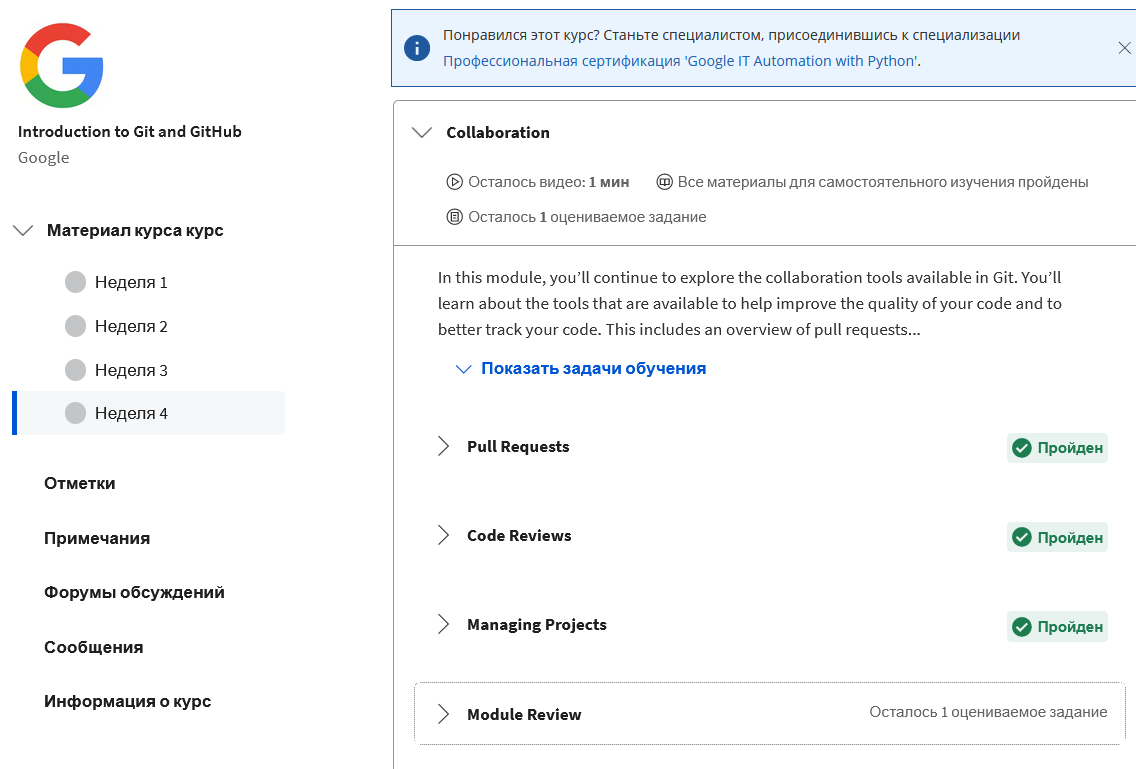 Introduction to Git and GitHub
Google
Материал курса курс
Неделя 1
Неделя 2
Неделя 3
Неделя 4
Отметки
Примечания
Форумы обсуждений
Сообщения
Информация о курс
Понравился этот курс? Станьте специалистом, присоединившись к специализации
Профессиональная сертификация 'Google IT Automation with Python'.
Collaboration
Осталось видео: 1 мин
Все материалы для самостоятельного изучения пройдены
Осталось 1 оцениваемое задание
In this module, you’ll continue to explore the collaboration tools available in Git. You’ll
learn about the tools that are available to help improve the quality of your code and to
better track your code. This includes an overview of pull requests...
Показать задачи обучения
Pull Requests
Пройден
Code Reviews
Пройден
Managing Projects
Пройден
Module Review
Осталось 1 оцениваемое задание